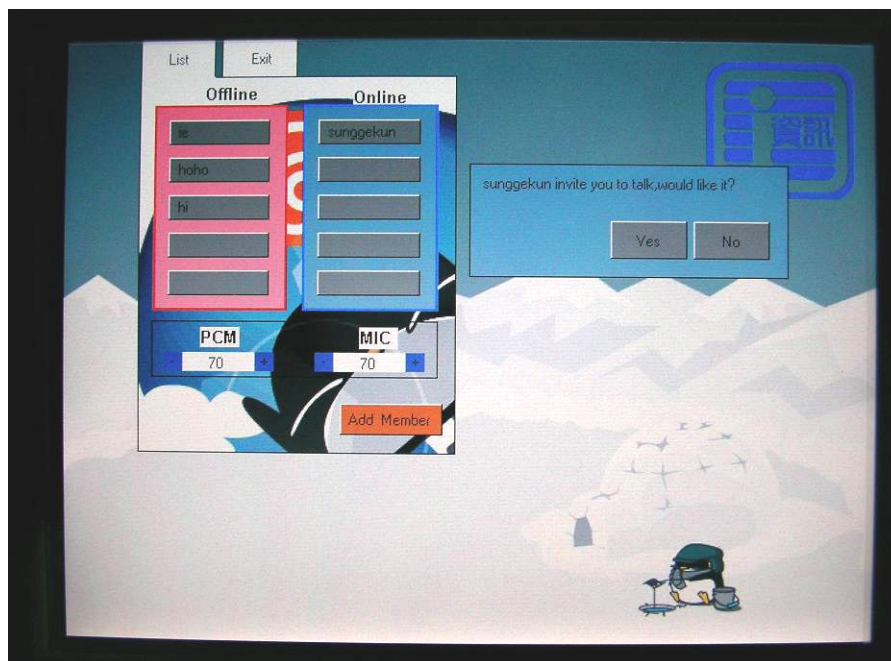 List
Exit
Offline
Online
ie
hoho
hi
sunggekun
sunggekun invite you to talk,would like it?
Yes
No
資訊
PCM
MIC
- 70 +
- 70 +
Add Member